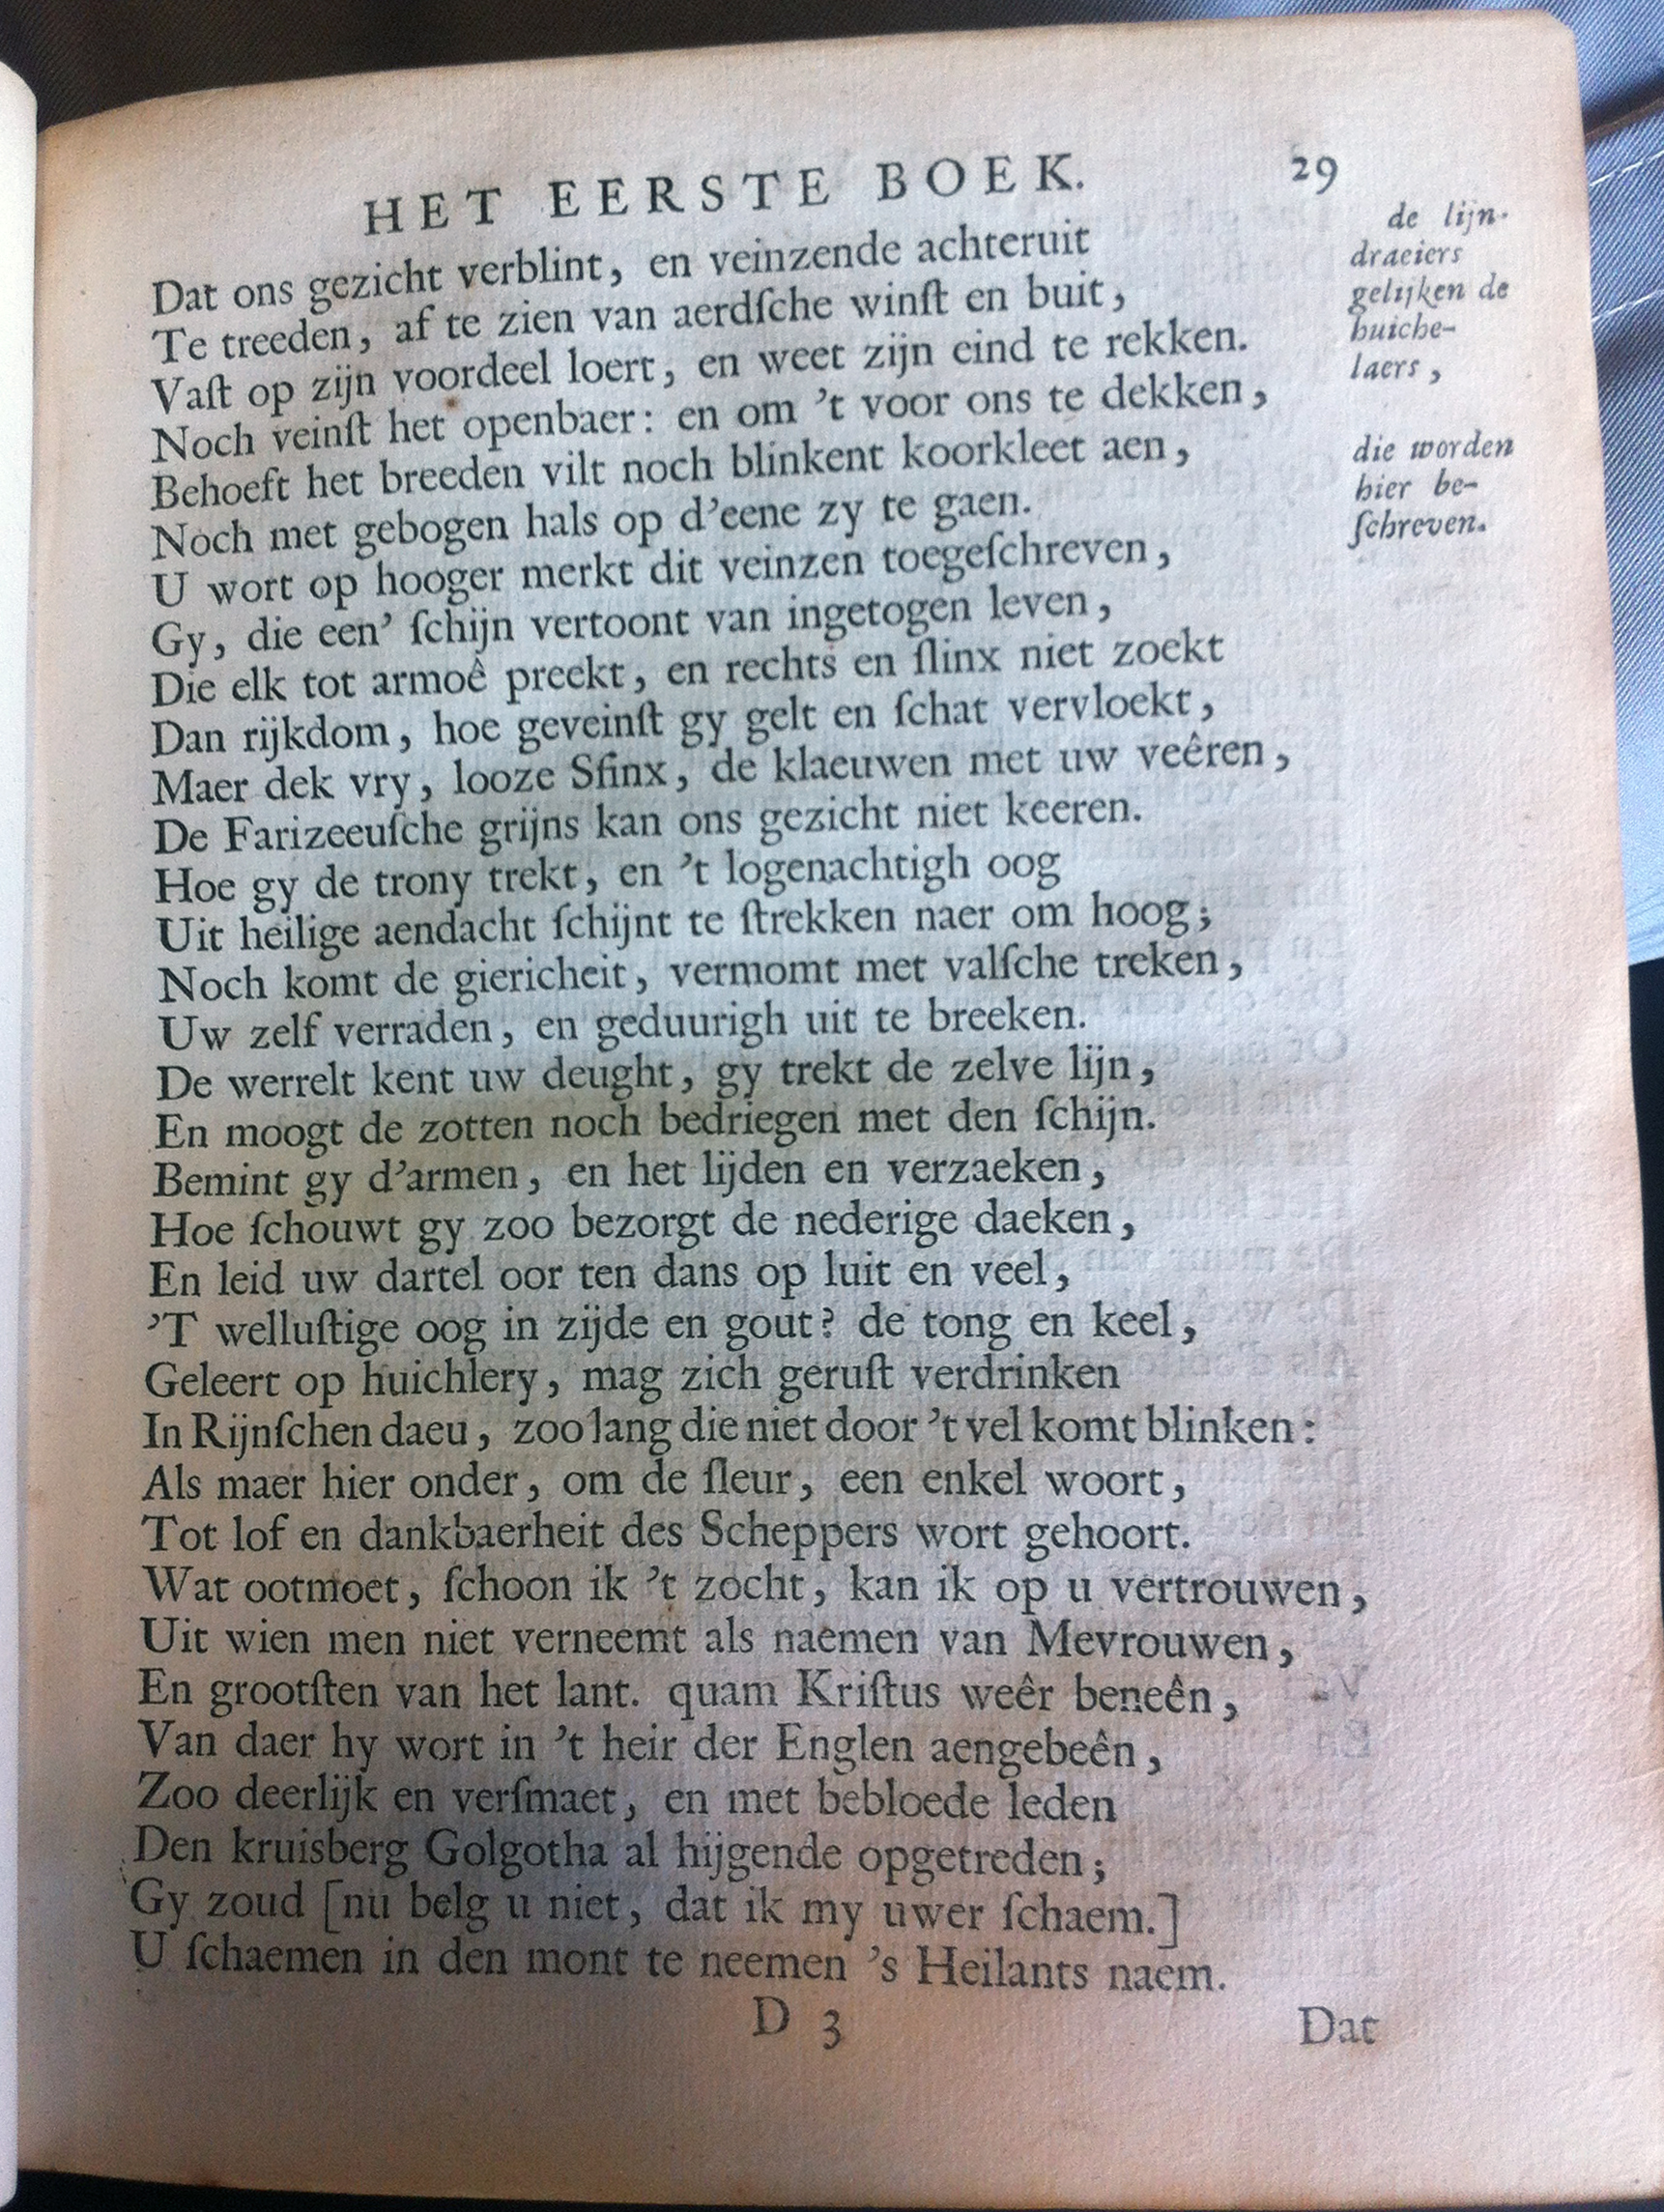 HET EERSTE BOEK. 29
Dat ons gezicht verblint, en veinzende achteruit
Te treeden, af te zien van aerdſche winſt en buit,
Vaſt op zijn voordeel loert, en weet zijn eind te rekken.
Noch veinſt het openbaer: en om 't voor ons te dekken,
Behoeft het breeden vilt noch blinkent koorkleet aen,
Noch met gebogen hals op d'eene zy te gaen.
U wort op hooger merkt dit veinzen toegeſchreven,
Gy, die een' ſchijn vertoont van ingetogen leven,
Die elk tot armoê preekt, en rechts en ſlinx niet zoekt
Dan rijkdom, hoe geveinſt gy gelt en ſchat vervloekt,
Maer dek vry, looze Sfinx, de klaeuwen met uw veêren,
De Farizeeuſche grijns kan ons gezicht niet keeren.
Hoe gy de trony trekt, en 't logenachtigh oog
Uit heilige aendacht ſchijnt te ſtrekken naer om hoog;
Noch komt de giericheit, vermomt met valſche treken,
Uw zelf verraden, en geduurigh uit te breeken.
De werrelt kent uw deught, gy trekt de zelve lijn,
En moogt de zotten noch bedriegen met den ſchijn.
Bemint gy d'armen, en het lijden en verzaeken,
Hoe ſchouwt gy zoo bezorgt de nederige daeken,
En leid uw dartel oor ten dans op luit en veel,
'T welluſtige oog in zijde en gout? de tong en keel,
Geleert op huichlery, mag zich geruſt verdrinken
In Rijnſchen daeu, zoo lang die niet door 't vel komt blinken:
Als maer hier onder, om de ſleur, een enkel woort,
Tot lof en dankbaerheit des Scheppers wort gehoort.
Wat ootmoet, ſchoon ik 't zocht, kan ik op u vertrouwen,
Uit wien men niet verneemt als naemen van Mevrouwen,
En grootſten van het lant. quam Kriſtus weêr beneên,
Van daer hy wort in 't heir der Englen aengebeên,
Zoo deerlijk en verſmaet, en met bebloede leden
Den kruisberg Golgotha al hijgende opgetreden;
Gy zoud [nu belg u niet, dat ik my uwer ſchaem.]
U ſchaemen in den mont te neemen 's Heilants naem.
D 3 Dat
de lijn-
draeiers
gelijken de
huiche-
laers,
die worden
hier be-
ſchreven.